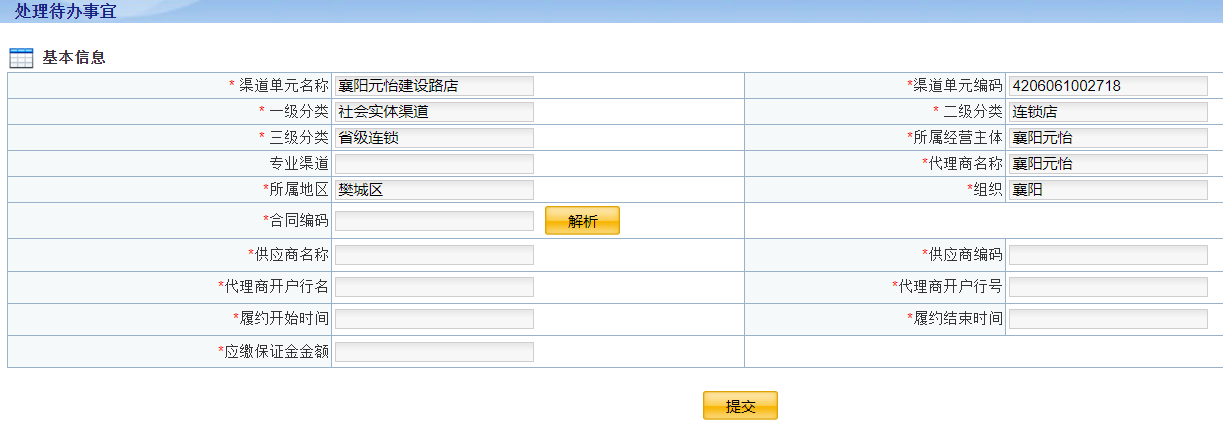 处理待办事宜
基本信息
* 渠道单元名称 襄阳元怡建设路店 *渠道单元编码 4206061002718
* 一级分类 社会实体渠道 * 二级分类 连锁店
* 三级分类 省级连锁 *所属经营主体 襄阳元怡
专业渠道 *代理商名称 襄阳元怡
*所属地区 樊城区 *组织 襄阳
*合同编码 解析
*供应商名称 *供应商编码
*代理商开户行名 *代理商开户行号
*履约开始时间 *履约结束时间
*应缴保证金金额
提交